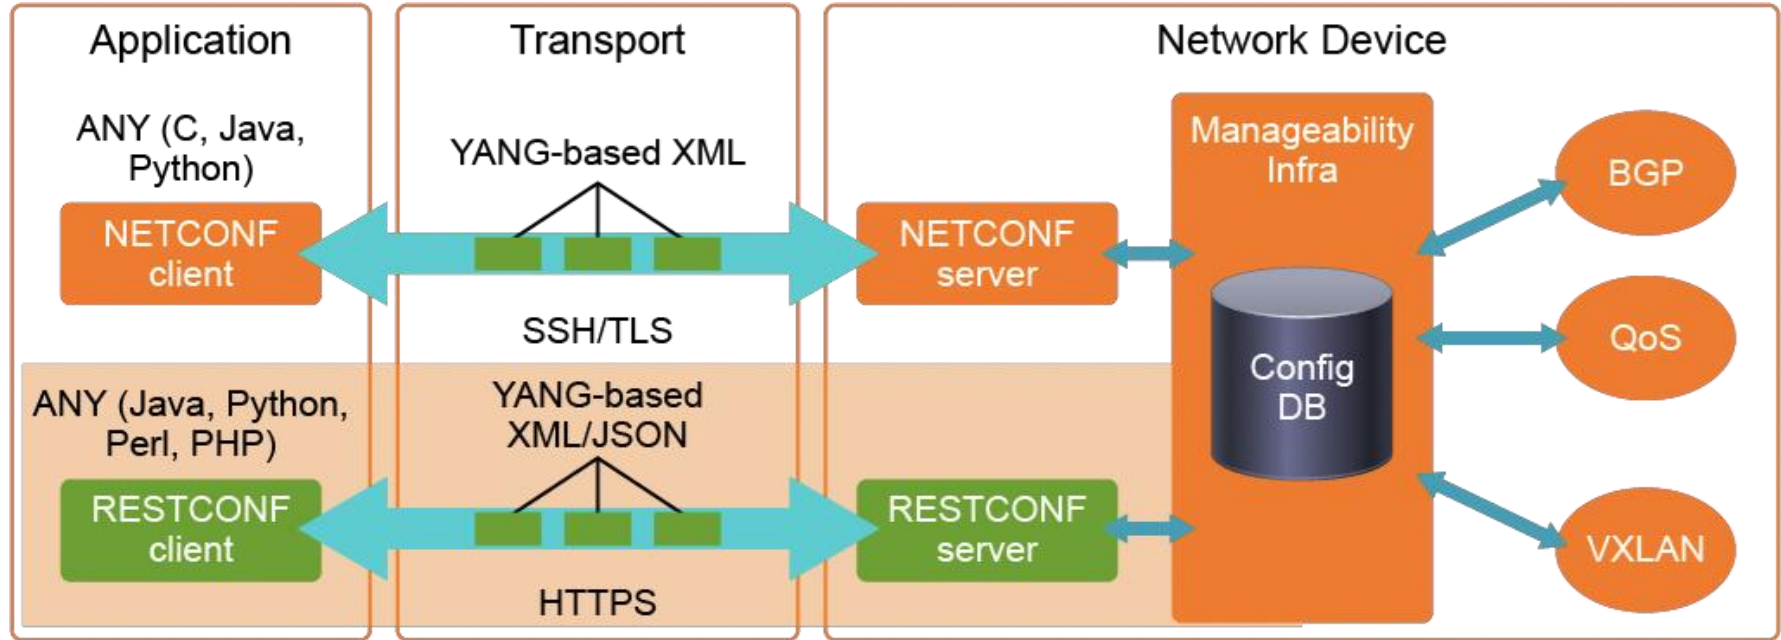 Application
Transport
Network Device
ANY (C, Java,
Python)
YANG-based XML
NETCONF
client
SSH/TLS
NETCONF
server
Manageability
Infra
Config
DB
BGP
QoS
VXLAN
ANY (Java, Python,
Perl, PHP)
YANG-based
XML/JSON
RESTCONF
client
HTTPS
RESTCONF
server